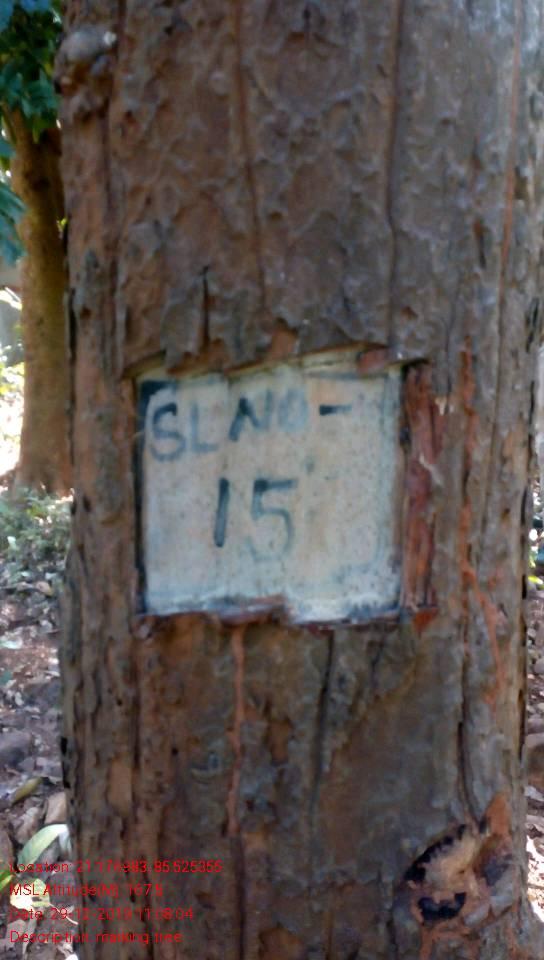 SL NO -
15
Location: 21.176983, 85.525355
MSL Altitude(M): 167.5
Date: 29-12-2019 11:08:04
Description: marking tree